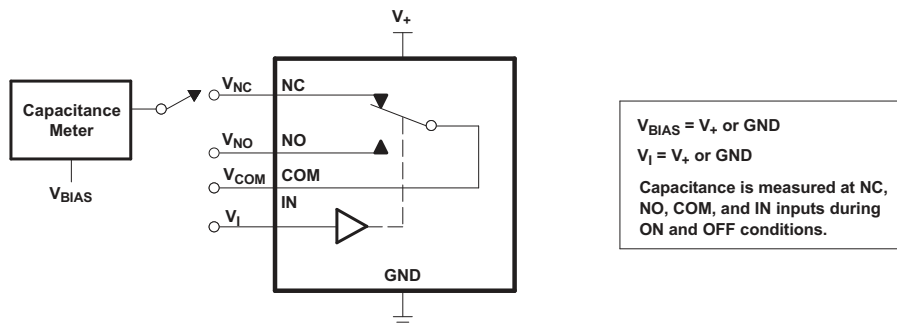 V+
Capacitance
Meter
VBIAS
VNC
NC
VNO
NO
VCOM
COM
IN
VI
GND
VBIAS = V+ or GND
VI = V+ or GND
Capacitance is measured at NC,
NO, COM, and IN inputs during
ON and OFF conditions.